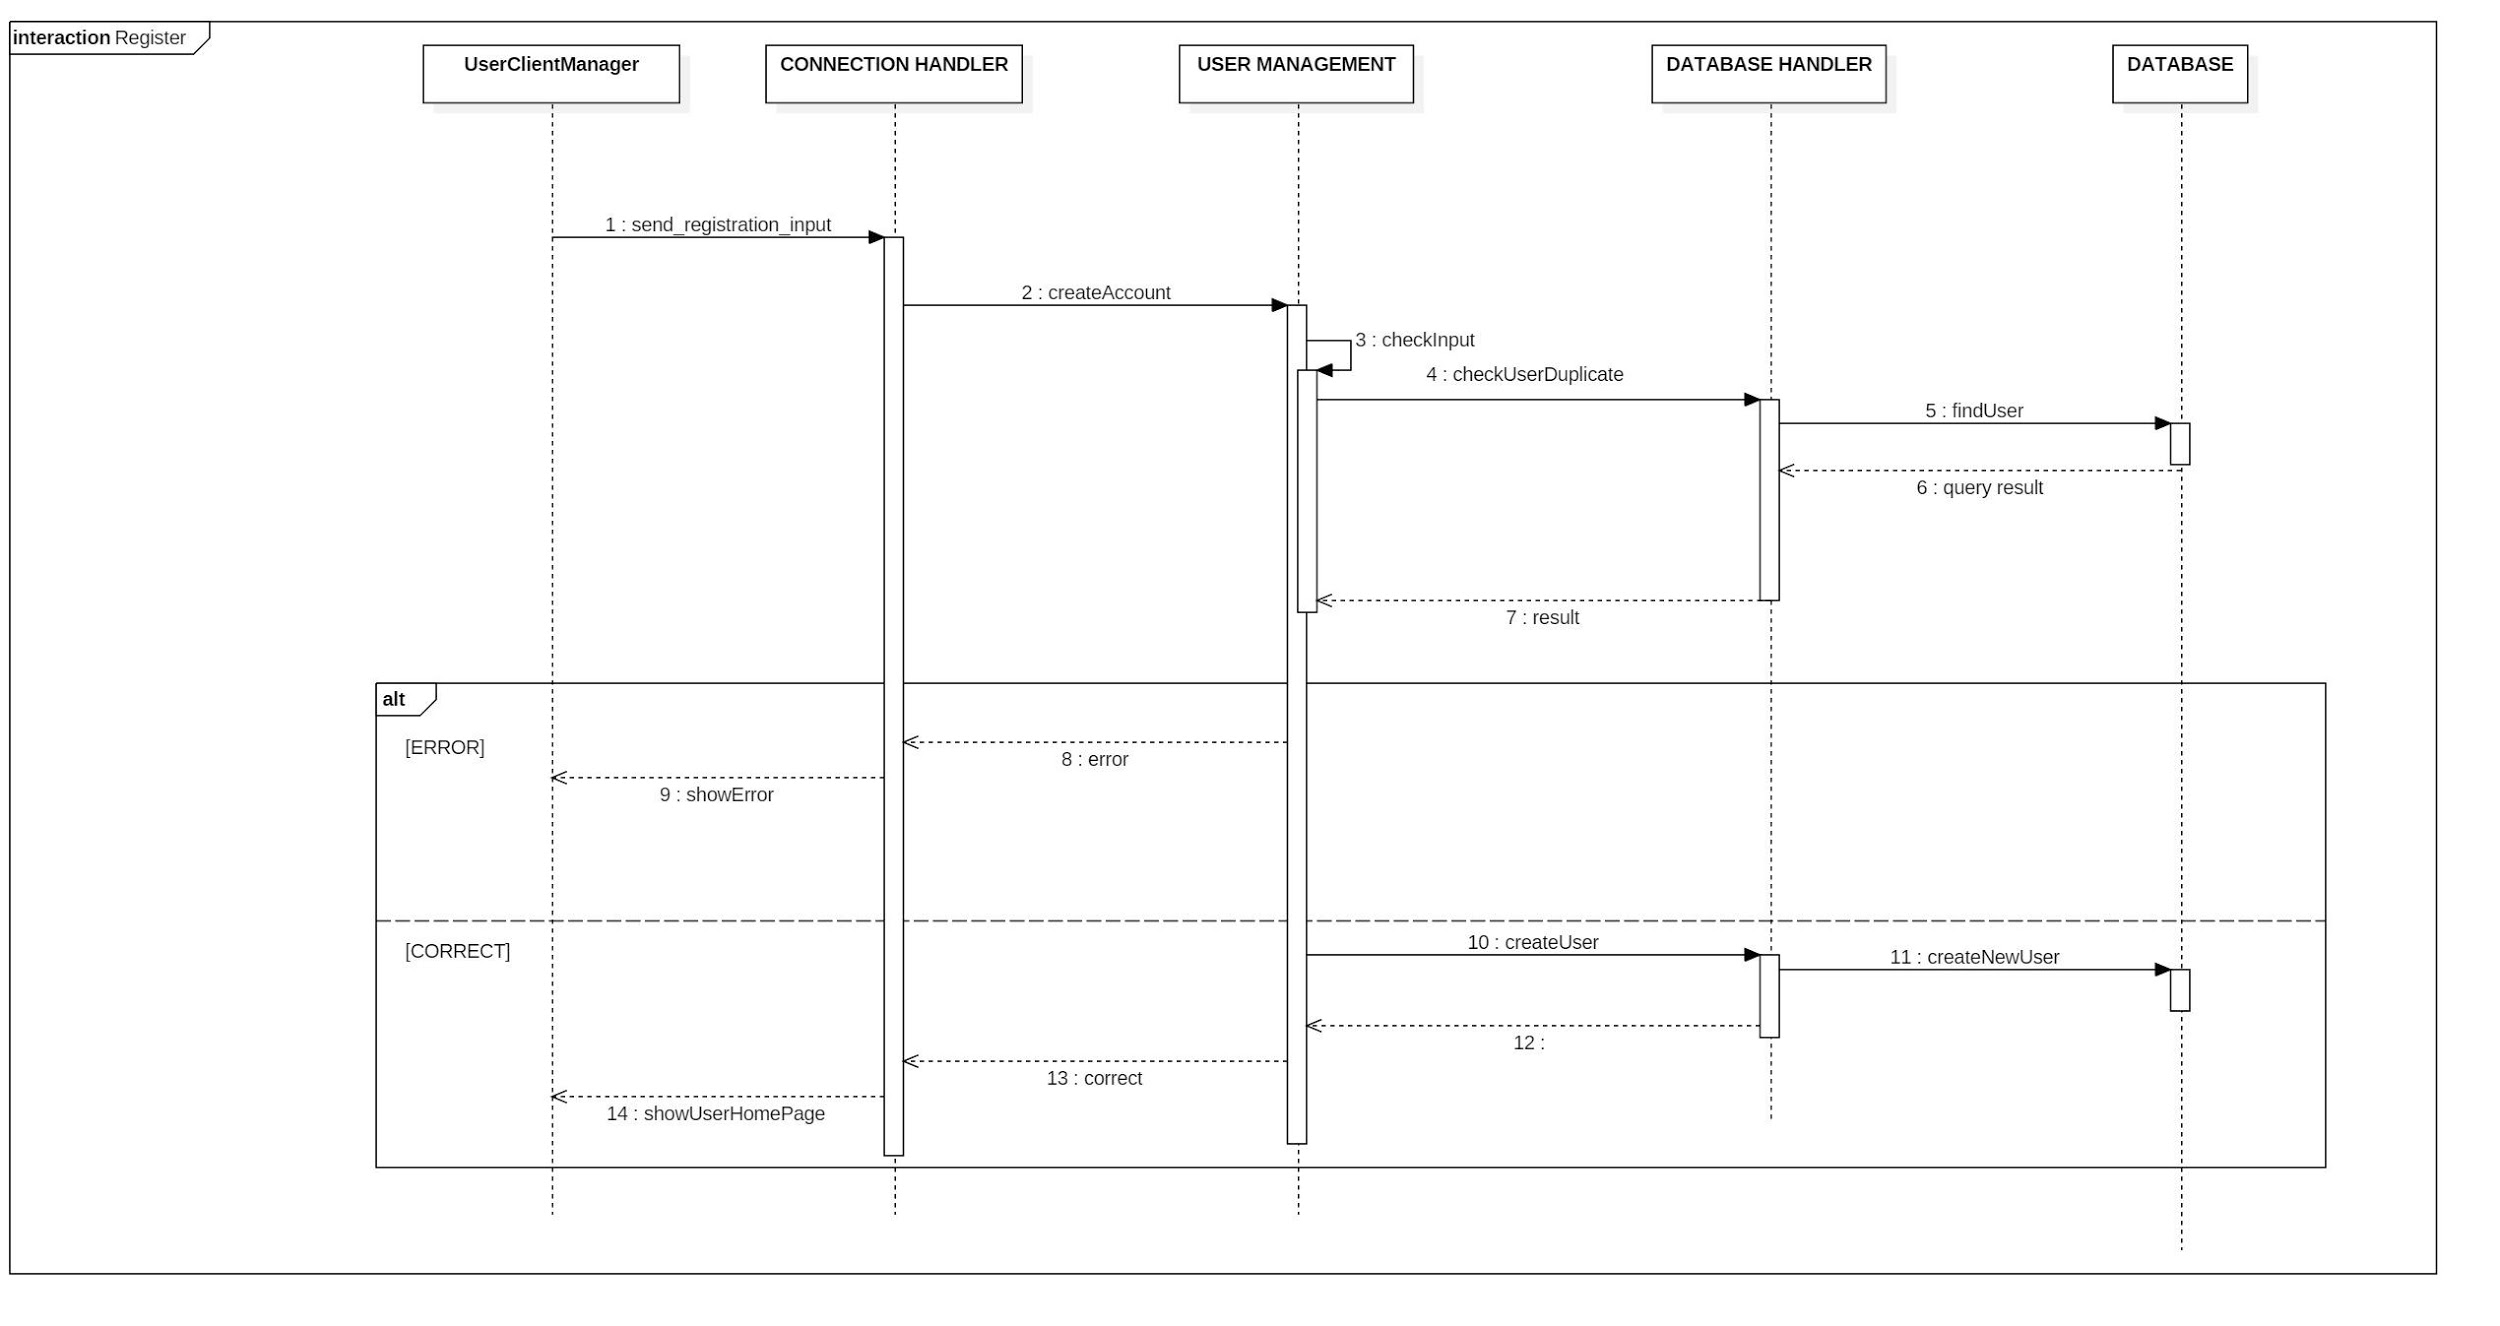 interaction Register
UserClientManager
CONNECTION HANDLER
USER MANAGEMENT
DATABASE HANDLER
DATABASE
1 : send_registration_input
2 : createAccount
3 : checkInput
4 : checkUserDuplicate
5 : findUser
6 : query result
7 : result
alt
[ERROR]
8 : error
9 : showError
[CORRECT]
10 : createUser
11 : createNewUser
12 :
13 : correct
14 : showUserHomePage